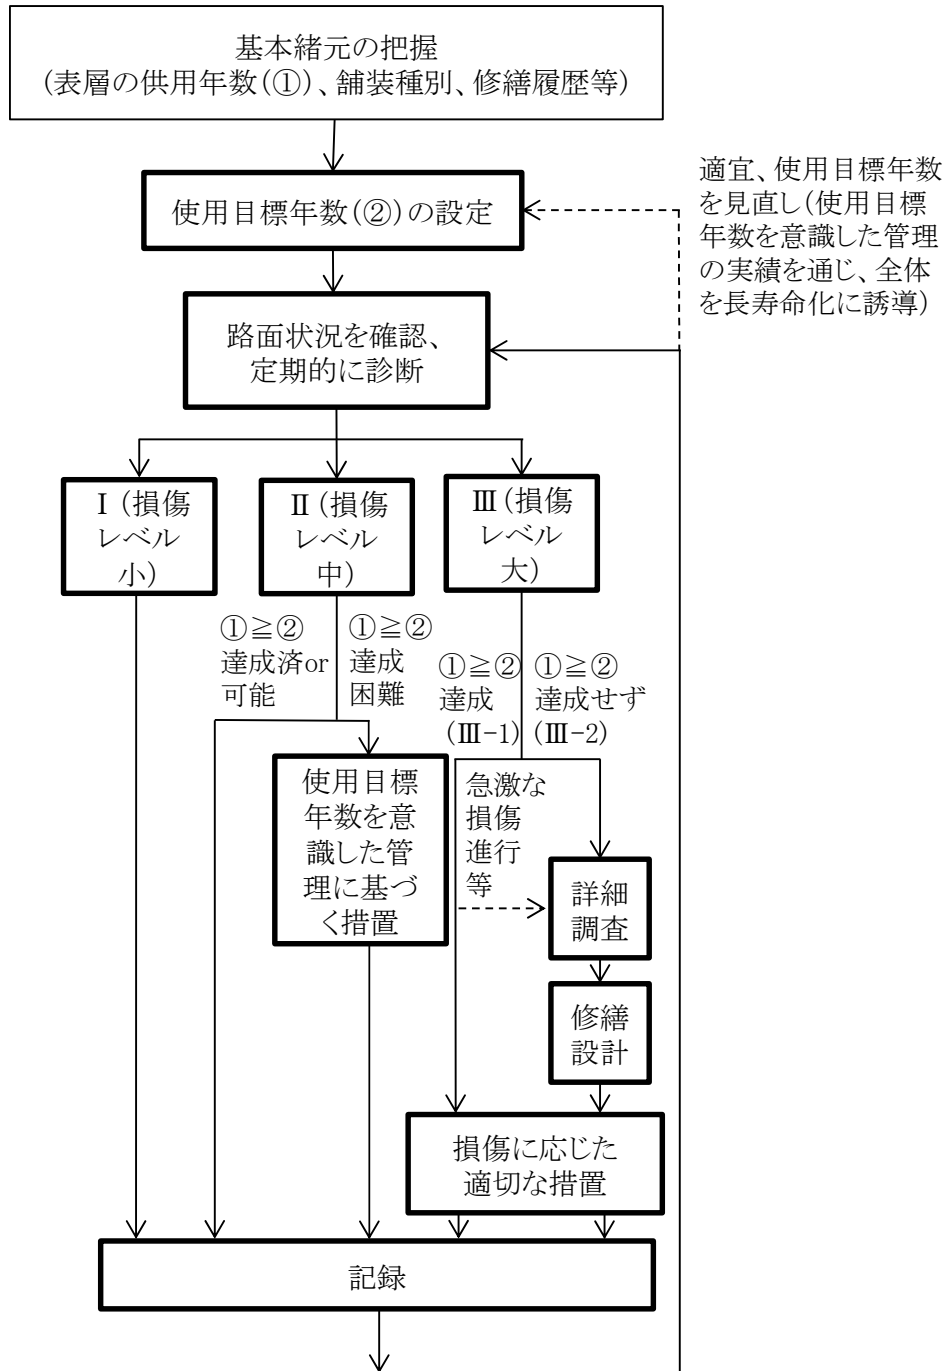 基本緒元の把握
(表層の供用年数(①)、舗装種別、修繕履歴等)
適宜、使用目標年数
を見直し(使用目標
年数を意識した管理
の実績を通じ、全体
を長寿命化に誘導)
使用目標年数(②)の設定
路面状況を確認、
定期的に診断
Ⅰ(損傷
レベル
小)
Ⅱ(損傷
レベル
中)
Ⅲ(損傷
レベル
大)
①≧②
達成済or
可能
①≧②
達成
困難
①≧②
達成
(Ⅲ-1)
①≧②
達成せず
(Ⅲ-2)
使用目標
年数を意
識した管
理に基づ
く措置
急激な
損傷
進行
等
詳細
調査
修繕
設計
損傷に応じた
適切な措置
記録